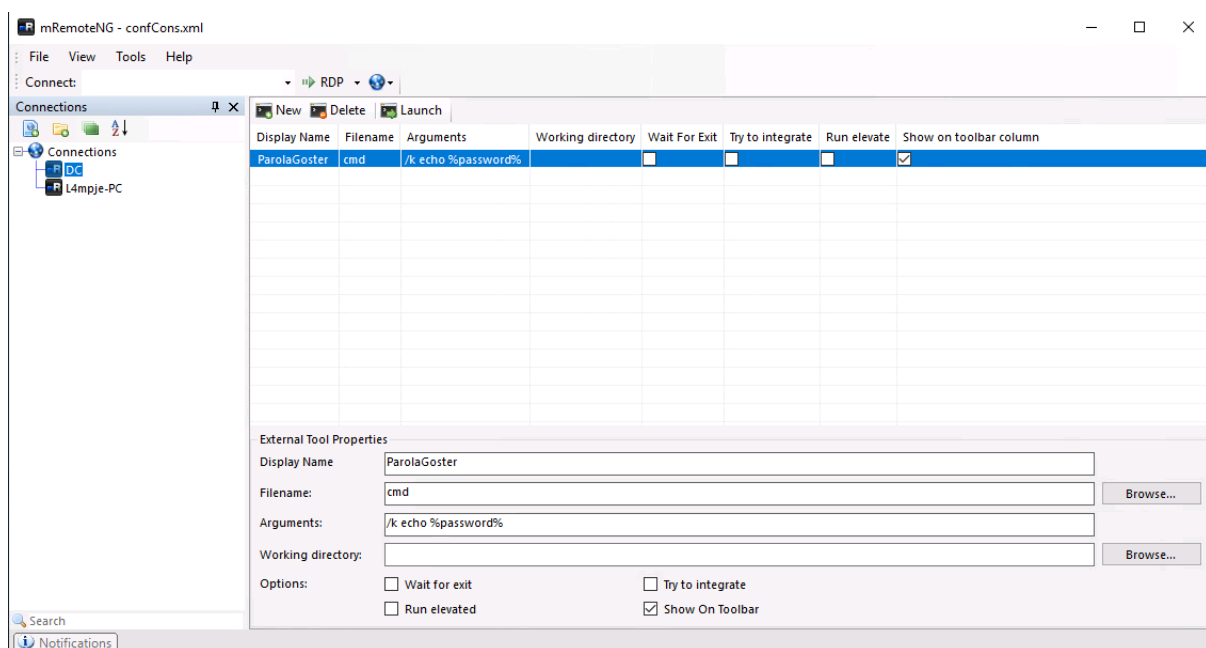 mRemoteNG - confCons.xml
File View Tools Help
Connect: RDP
Connections
New Delete Launch
Display Name Filename Arguments Working directory Wait For Exit Try to integrate Run elevate Show on toolbar column
ParolaGoster cmd /k echo %password%
Connections
DC
L4mpje-PC
External Tool Properties
Display Name ParolaGoster
Filename: cmd Browse...
Arguments: /k echo %password%
Working directory: Browse...
Options: Wait for exit Try to integrate
Run elevated Show On Toolbar
Search
Notifications